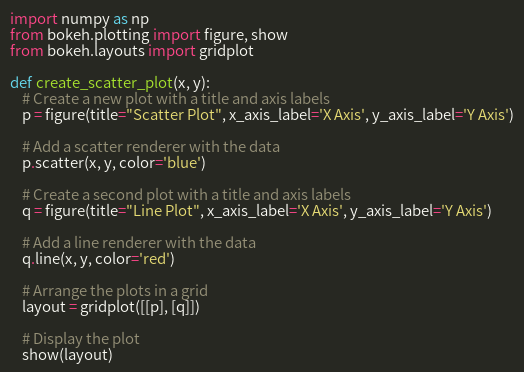 import numpy as np
from bokeh.plotting import figure, show
from bokeh.layouts import gridplot

def create_scatter_plot(x, y):
    # Create a new plot with a title and axis labels
    p = figure(title="Scatter Plot", x_axis_label='X Axis', y_axis_label='Y Axis')

    # Add a scatter renderer with the data
    p.scatter(x, y, color='blue')

    # Create a second plot with a title and axis labels
    q = figure(title="Line Plot", x_axis_label='X Axis', y_axis_label='Y Axis')

    # Add a line renderer with the data
    q.line(x, y, color='red')

    # Arrange the plots in a grid
    layout = gridplot([[p], [q]])

    # Display the plot
    show(layout)